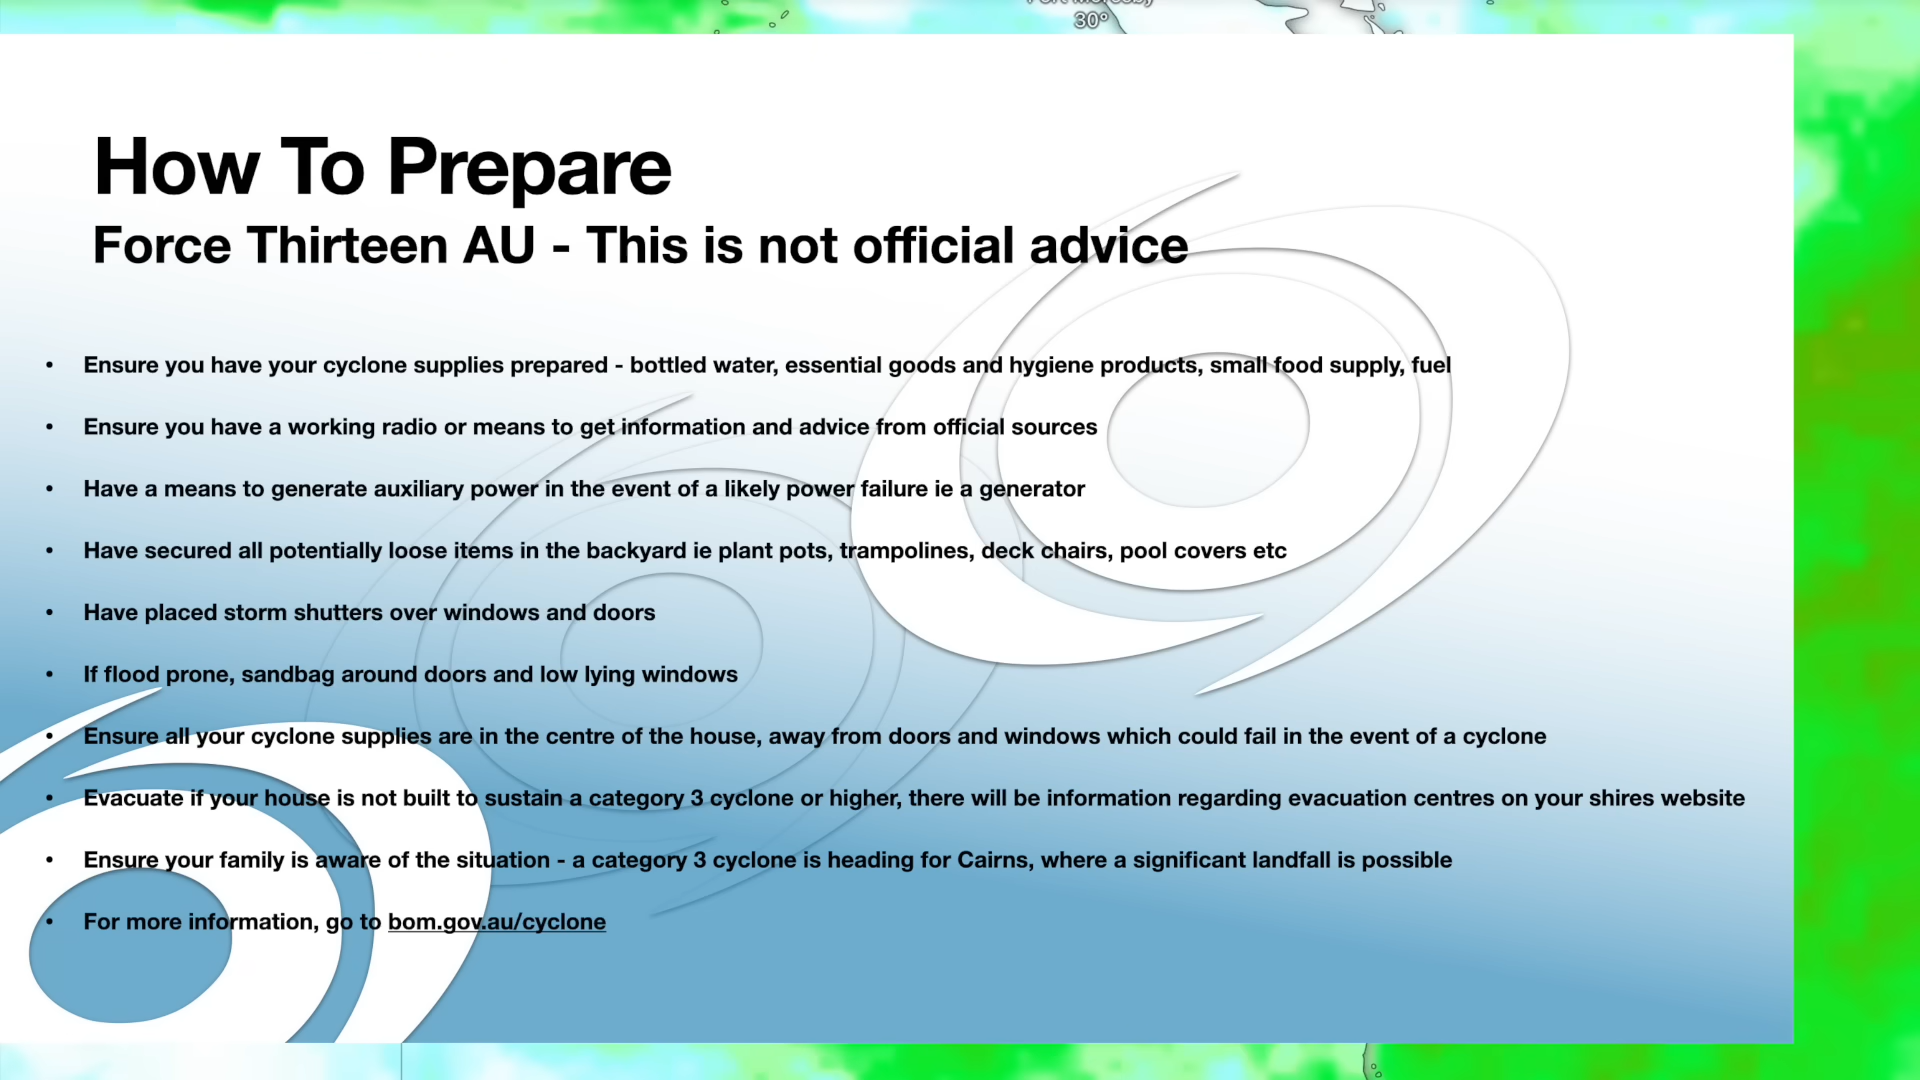 30°
How To Prepare
Force Thirteen AU - This is not official advice
• Ensure you have your cyclone supplies prepared - bottled water, essential goods and hygiene products, small food supply, fuel
• Ensure you have a working radio or means to get information and advice from official sources
• Have a means to generate auxiliary power in the event of a likely power failure ie a generator
• Have secured all potentially loose items in the backyard ie plant pots, trampolines, deck chairs, pool covers etc
• Have placed storm shutters over windows and doors
• If flood prone, sandbag around doors and low lying windows
• Ensure all your cyclone supplies are in the centre of the house, away from doors and windows which could fail in the event of a cyclone
• Evacuate if your house is not built to sustain a category 3 cyclone or higher, there will be information regarding evacuation centres on your shires website
• Ensure your family is aware of the situation - a category 3 cyclone is heading for Cairns, where a significant landfall is possible
• For more information, go to bom.gov.au/cyclone